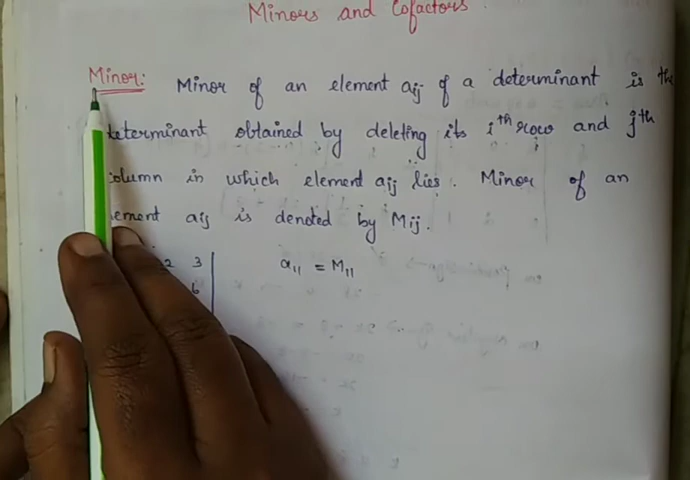 Minors and Cofactors.
Minor: Minor of an element aij of a determinant is the
determinant obtained by deleting its ith row and jth
column in which element aij lies. Minor of an
element aij is denoted by Mij.
2 3 a11 = M11
6